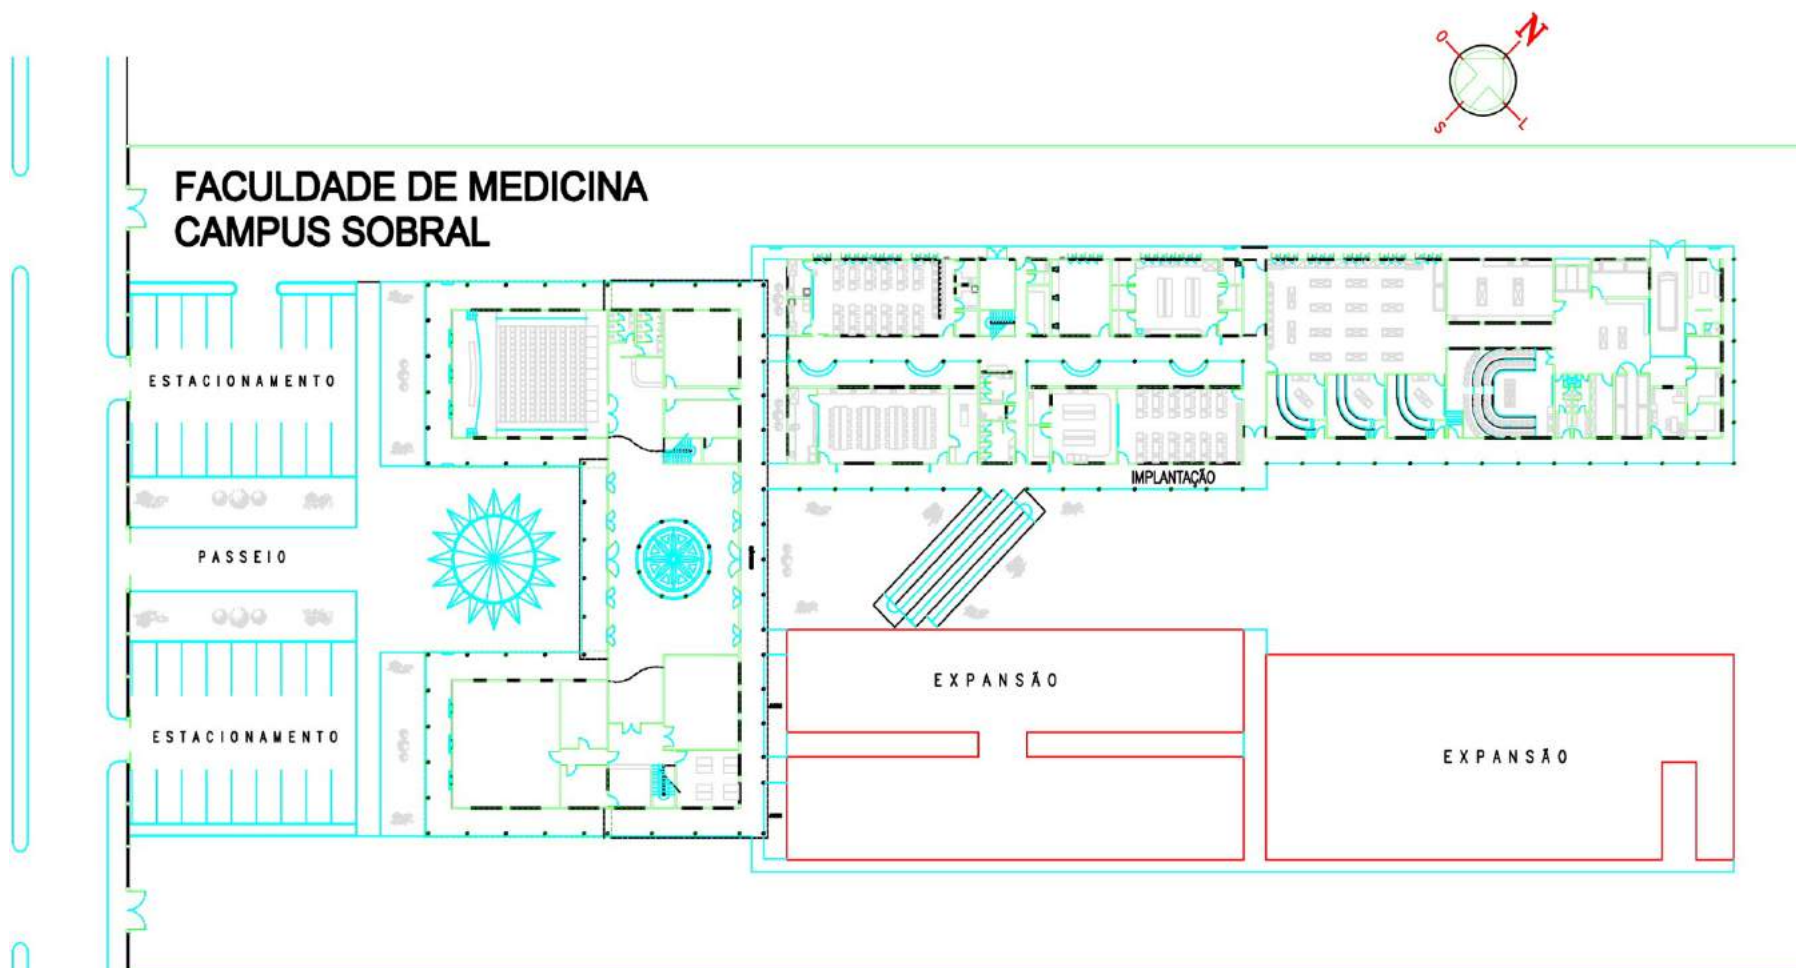 N
O
S
L
FACULDADE DE MEDICINA
CAMPUS SOBRAL
ESTACIONAMENTO
IMPLANTAÇÃO
PASSEIO
EXPANSÃO
ESTACIONAMENTO
EXPANSÃO